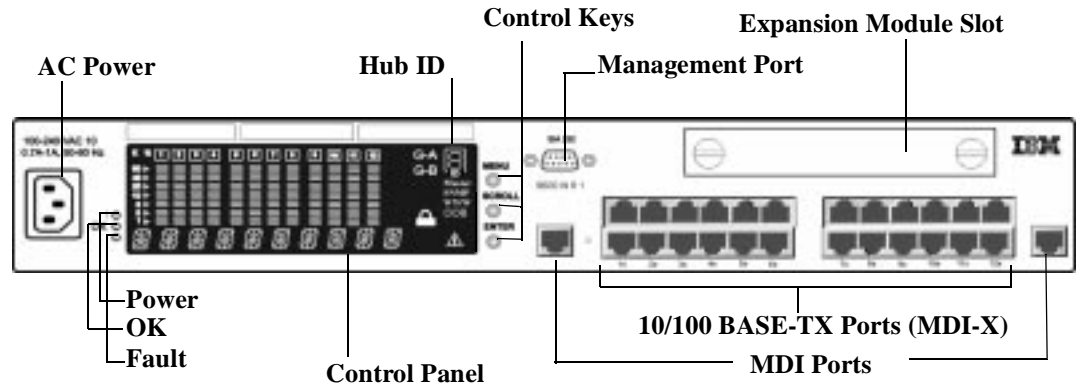 Control Keys
Expansion Module Slot
AC Power
Hub ID
Management Port
IBM
G-A
G-B
MENU
SCROLL
ENTER
Power
OK
Fault
10/100 BASE-TX Ports (MDI-X)
MDI Ports
Control Panel